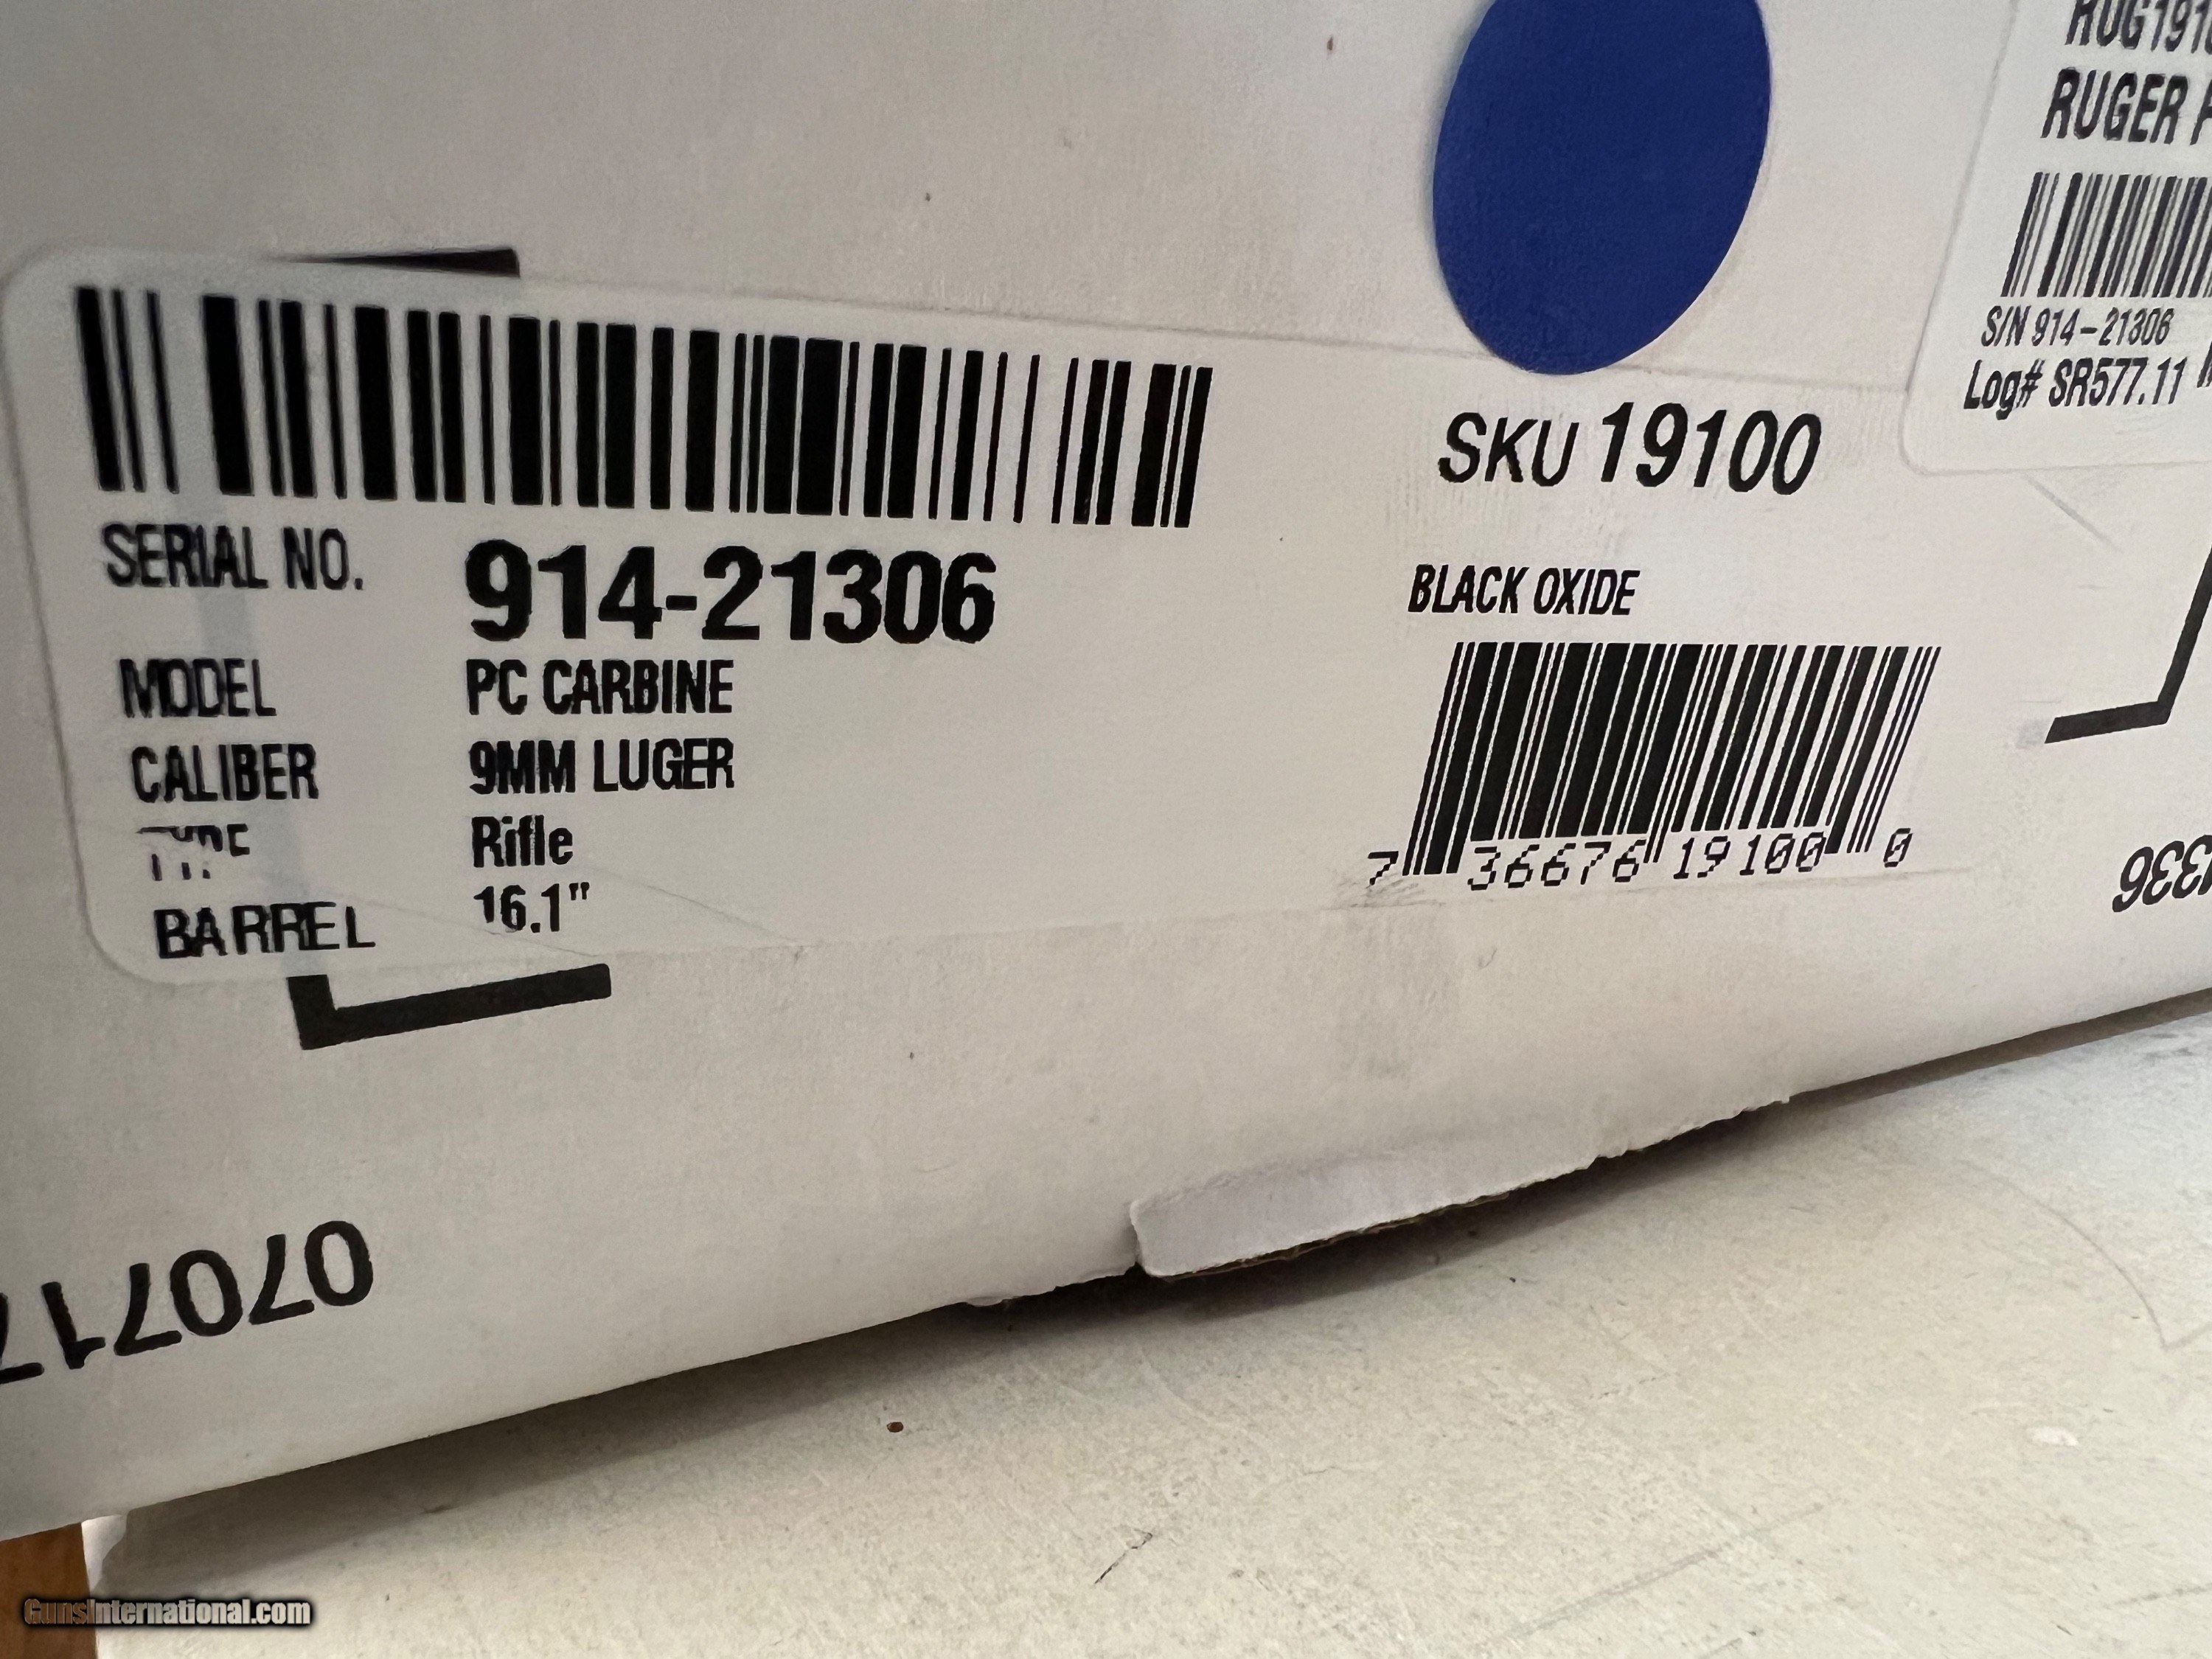 RUGER
S/N 914-21306
Log# SR577.11
SERIAL NO. 914-21306
MODEL PC CARBINE
CALIBER 9MM LUGER
TYPE Rifle
BARREL 16.1"
SKU 19100
BLACK OXIDE
7 36676 19100 0
GunsInternational.com